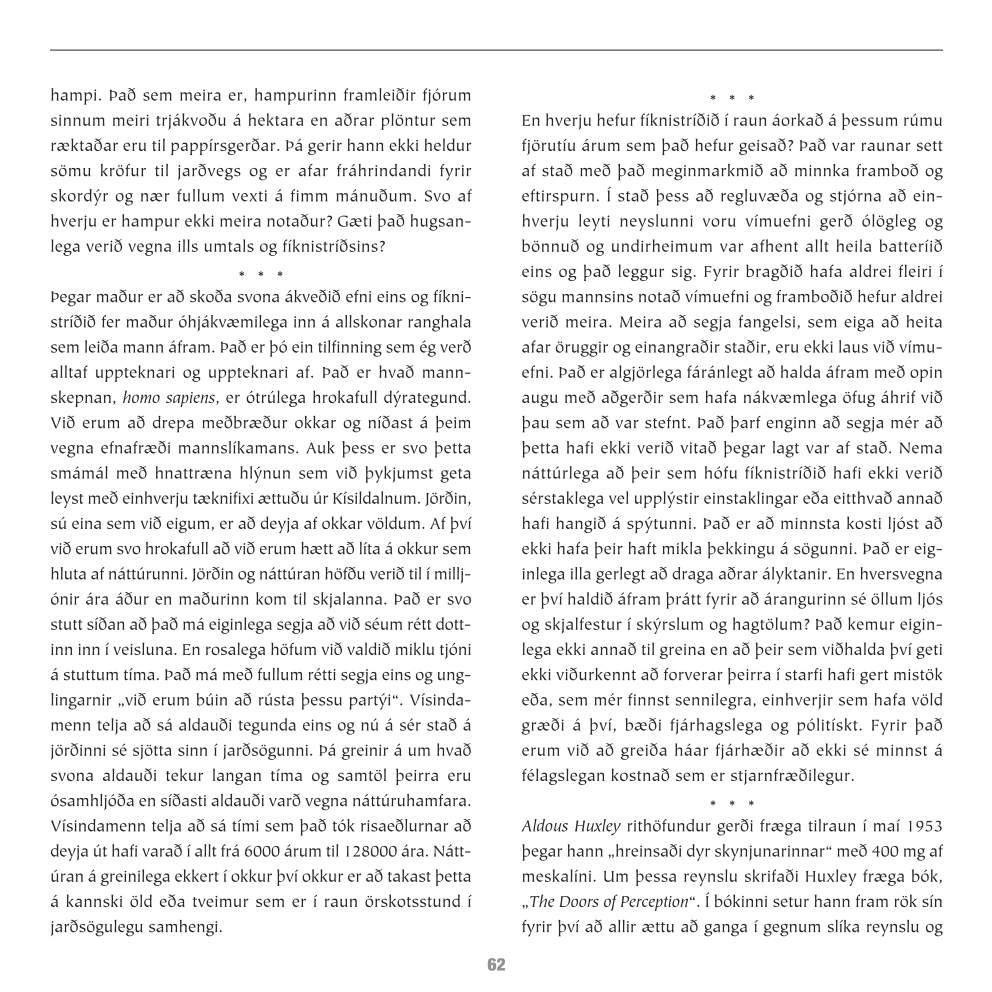 hampi. Það sem meira er, hampurinn framleiðir fjórum
sinnum meiri trjákvoðu á hektara en aðrar plöntur sem
ræktaðar eru til pappírsgerðar. Þá gerir hann ekki heldur
sömu kröfur til jarðvegs og er afar fráhrindandi fyrir
skordýr og nær fullum vexti á fimm mánuðum. Svo af
hverju er hampur ekki meira notaður? Gæti það hugsan-
lega verið vegna ills umtals og fíknistríðsins?
* * *
Þegar maður er að skoða svona ákveðið efni eins og fíkni-
stríðið fer maður óhjákvæmilega inn á allskonar ranghala
sem leiða mann áfram. Það er þó ein tilfinning sem ég verð
alltaf uppteknari og uppteknari af. Það er hvað mann-
skepnan, homo sapiens, er ótrúlega hrokafull dýrategund.
Við erum að drepa meðbræður okkar og níðast á þeim
vegna efnafræði mannslíkamans. Auk þess er svo þetta
smámál með hnattræna hlýnun sem við þykjumst geta
leyst með einhverju tæknifixi ættuðu úr Kísildalnum. Jörðin,
sú eina sem við eigum, er að deyja af okkar völdum. Af því
við erum svo hrokafull að við erum hætt að líta á okkur sem
hluta af náttúrunni. Jörðin og náttúran höfðu verið til í millj-
ónir ára áður en maðurinn kom til skjalanna. Það er svo
stutt síðan að það má eiginlega segja að við séum rétt dott-
inn inn í veisluna. En rosalega höfum við valdið miklu tjóni
á stuttum tíma. Það má með fullum rétti segja eins og ung-
lingarnir „við erum búin að rústa þessu partýi“. Vísinda-
menn telja að sá aldauði tegunda eins og nú á sér stað á
jörðinni sé sjötta sinn í jarðsögunni. Þá greinir á um hvað
svona aldauði tekur langan tíma og samtöl þeirra eru
ósamhljóða en síðasti aldauði varð vegna náttúruhamfara.
Vísindamenn telja að sá tími sem það tók risaeðlurnar að
deyja út hafi varað í allt frá 6000 árum til 128000 ára. Nátt-
úran á greinilega ekkert í okkur því okkur er að takast þetta
á kannski öld eða tveimur sem er í raun örskotsstund í
jarðsögulegu samhengi.
* * *
En hverju hefur fíknistríðið í raun áorkað á þessum rúmu
fjörutíu árum sem það hefur geisað? Það var raunar sett
af stað með það meginmarkmið að minnka framboð og
eftirspurn. Í stað þess að regluvæða og stjórna að ein-
hverju leyti neyslunni voru vímuefni gerð ólögleg og
bönnuð og undirheimum var afhent allt heila batteríið
eins og það leggur sig. Fyrir bragðið hafa aldrei fleiri í
sögu mannsins notað vímuefni og framboðið hefur aldrei
verið meira. Meira að segja fangelsi, sem eiga að heita
afar öruggir og einangraðir staðir, eru ekki laus við vímu-
efni. Það er algjörlega fáránlegt að halda áfram með opin
augu með aðgerðir sem hafa nákvæmlega öfug áhrif við
þau sem að var stefnt. Það þarf enginn að segja mér að
þetta hafi ekki verið vitað þegar lagt var af stað. Nema
náttúrlega að þeir sem hófu fíknistríðið hafi ekki verið
sérstaklega vel upplýstir einstaklingar eða eitthvað annað
hafi hangið á spýtunni. Það er að minnsta kosti ljóst að
ekki hafa þeir haft mikla þekkingu á sögunni. Það er eig-
inlega illa gerlegt að draga aðrar ályktanir. En hversvegna
er því haldið áfram þrátt fyrir að árangurinn sé öllum ljós
og skjalfestur í skýrslum og hagtölum? Það kemur eigin-
lega ekki annað til greina en að þeir sem viðhalda því geti
ekki viðurkennt að forverar þeirra í starfi hafi gert mistök
eða, sem mér finnst sennilegra, einhverjir sem hafa völd
græði á því, bæði fjárhagslega og pólitískt. Fyrir það
erum við að greiða háar fjárhæðir að ekki sé minnst á
félagslegan kostnað sem er stjarnfræðilegur.
* * *
Aldous Huxley rithöfundur gerði fræga tilraun í maí 1953
þegar hann „hreinsaði dyr skynjunarinnar“ með 400 mg af
meskalíni. Um þessa reynslu skrifaði Huxley fræga bók,
„The Doors of Perception“. Í bókinni setur hann fram rök sín
fyrir því að allir ættu að ganga í gegnum slíka reynslu og
62